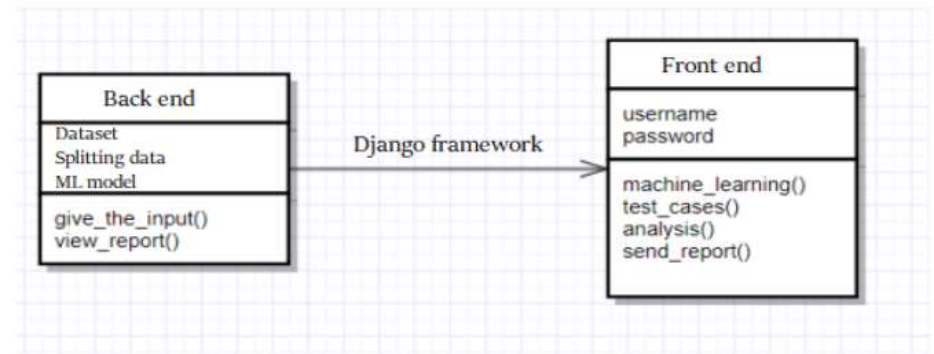 Back end
Dataset
Splitting data
ML model
give_the_input()
view_report()
Django framework
Front end
username
password
machine_learning()
test_cases()
analysis()
send_report()